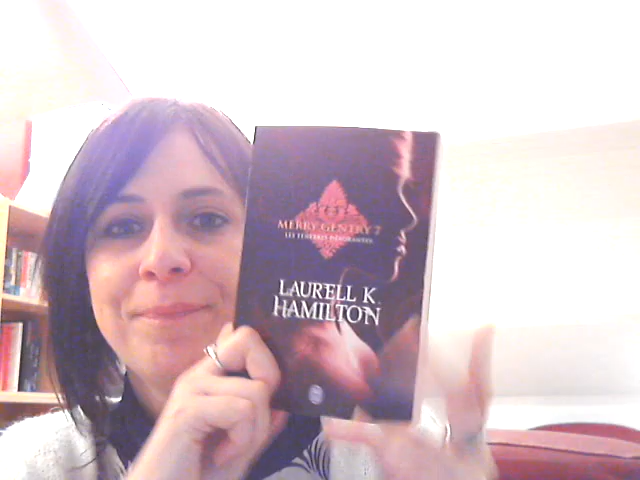 MERRY GENTRY 7
LES TÉNÈBRES DÉVORANTES
LAURELL K.
HAMILTON